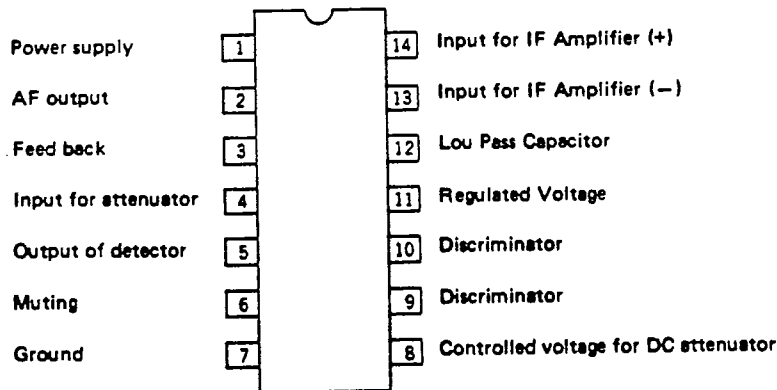 Power supply 1
AF output 2
Feed back 3
Input for attenuator 4
Output of detector 5
Muting 6
Ground 7
14 Input for IF Amplifier (+)
13 Input for IF Amplifier (—)
12 Lou Pass Capacitor
11 Regulated Voltage
10 Discriminator
9 Discriminator
8 Controlled voltage for DC attenuator